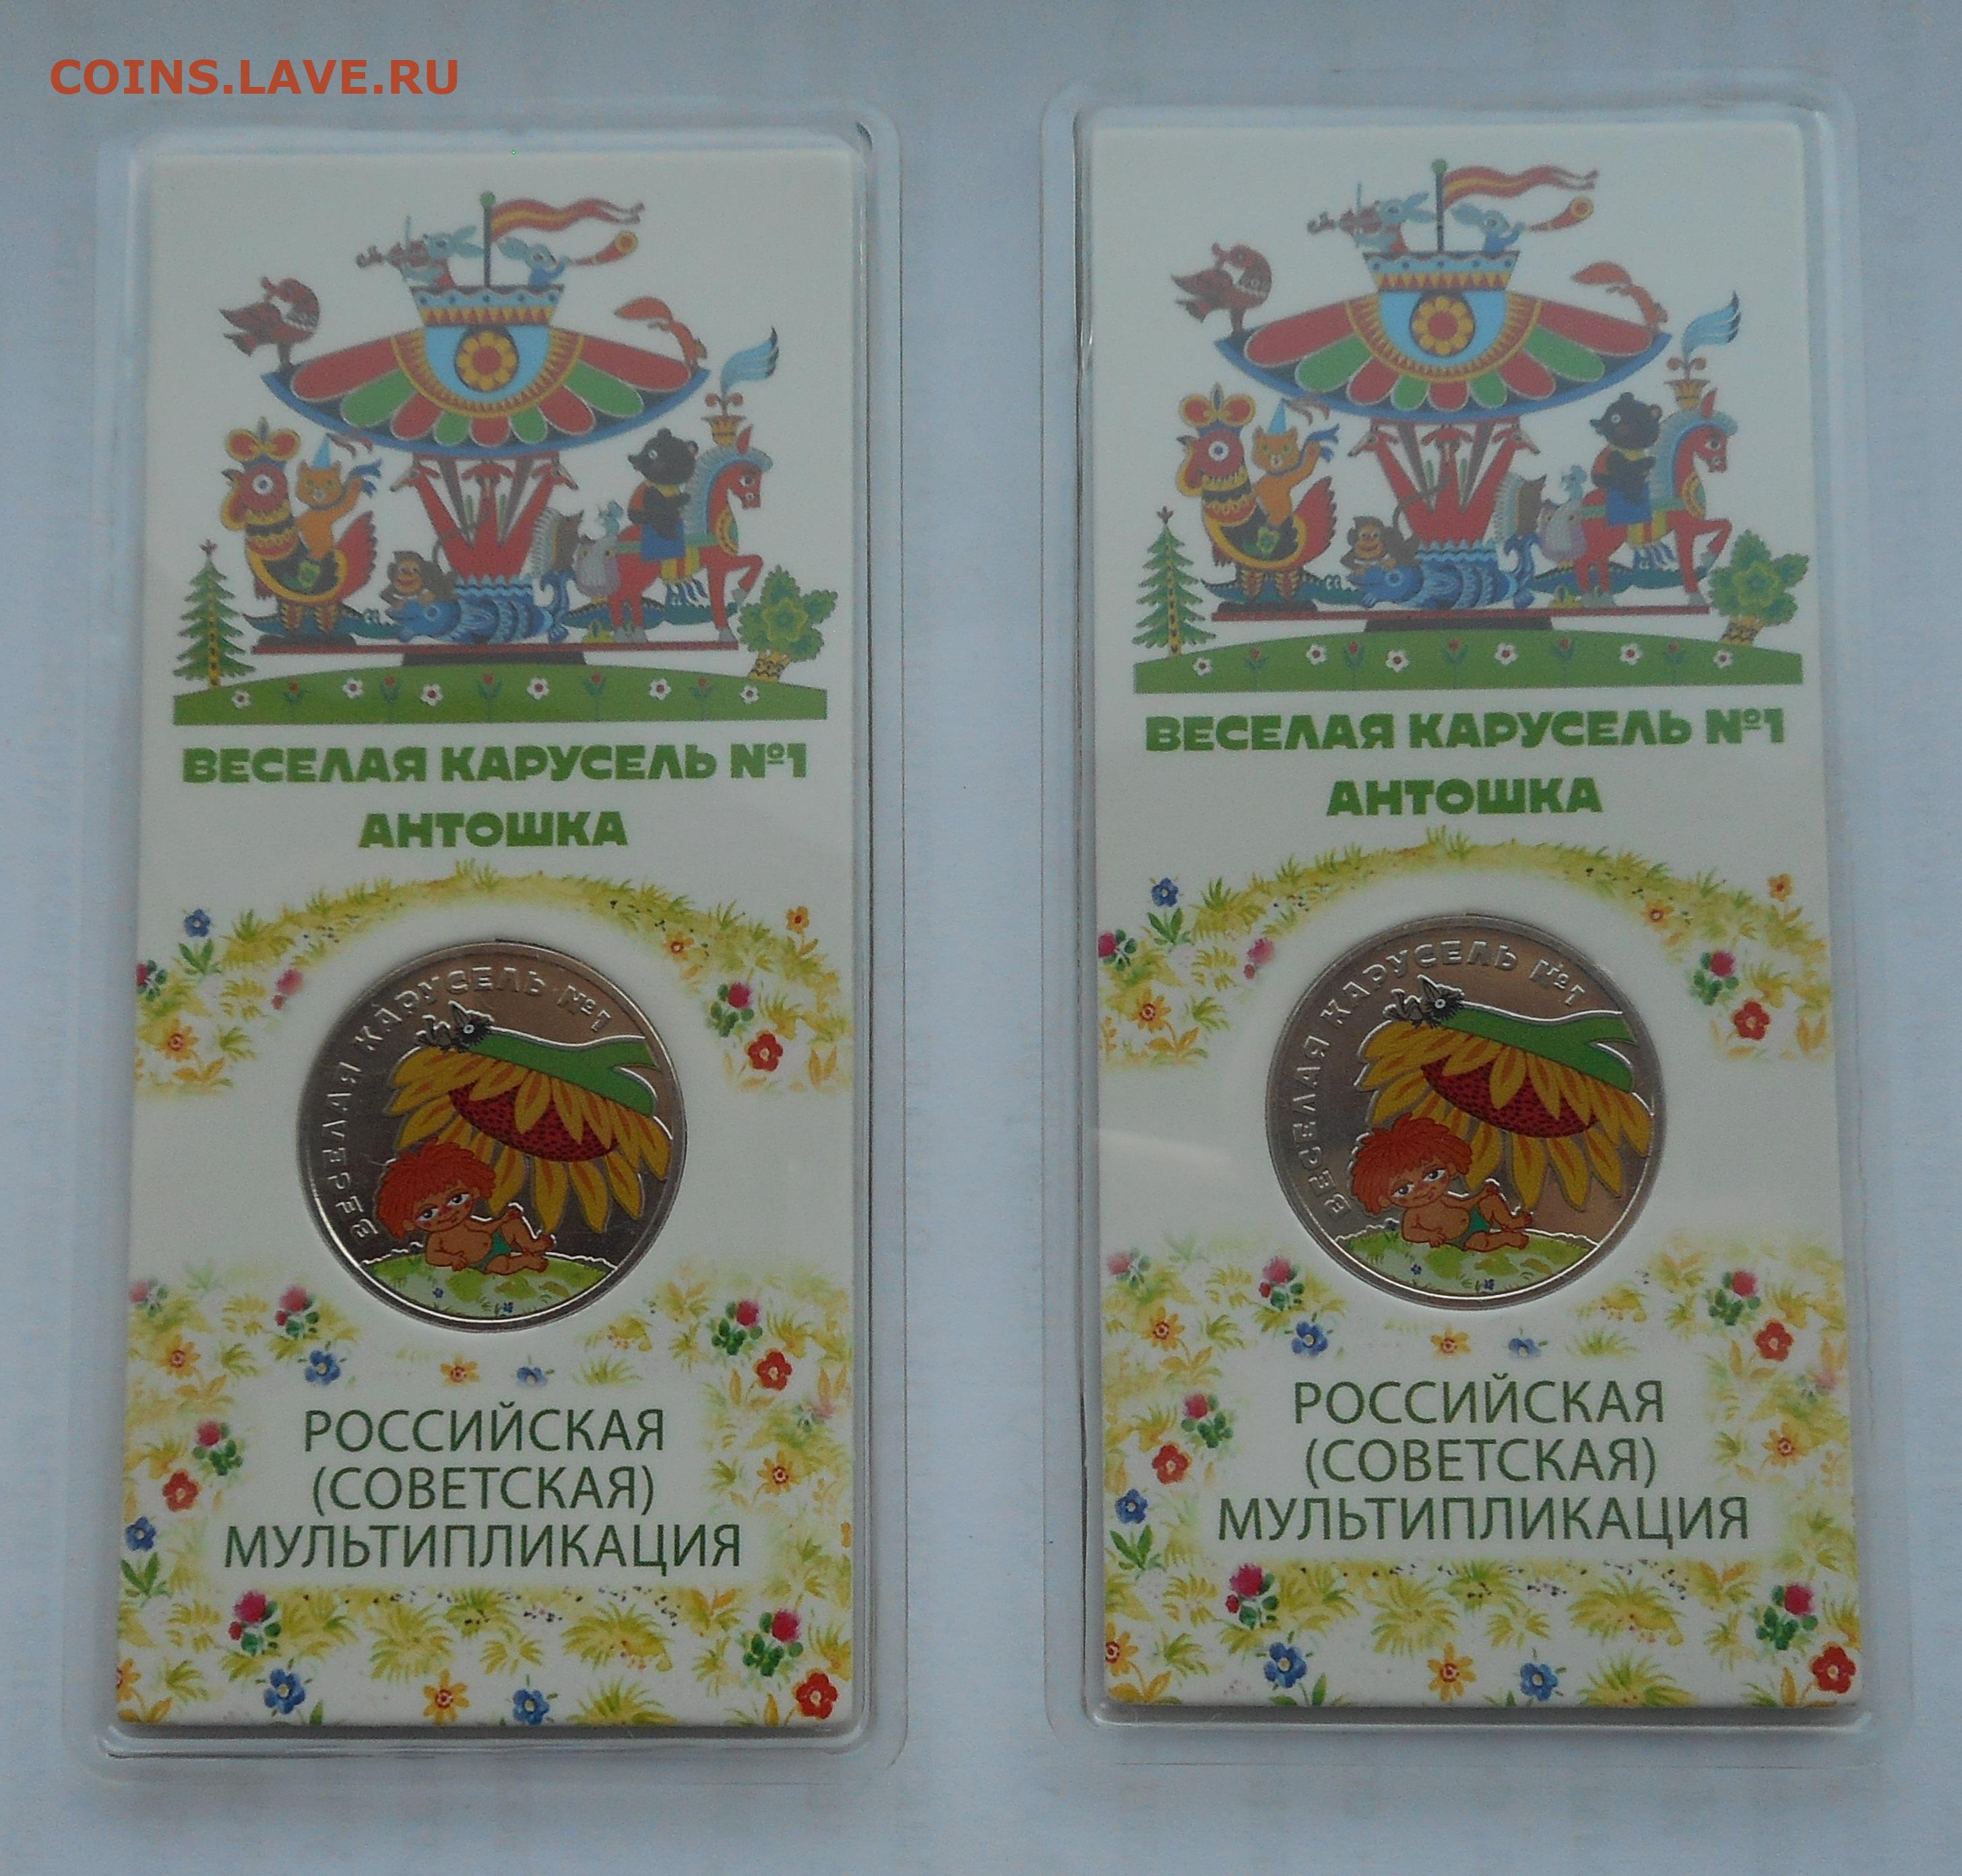 COINS.LAVE.RU
ВЕСЕЛАЯ КАРУСЕЛЬ №1
АНТОШКА
ВЕСЕЛАЯ КАРУСЕЛЬ №1
РОССИЙСКАЯ
(СОВЕТСКАЯ)
МУЛЬТИПЛИКАЦИЯ
ВЕСЕЛАЯ КАРУСЕЛЬ №1
АНТОШКА
ВЕСЕЛАЯ КАРУСЕЛЬ №1
РОССИЙСКАЯ
(СОВЕТСКАЯ)
МУЛЬТИПЛИКАЦИЯ